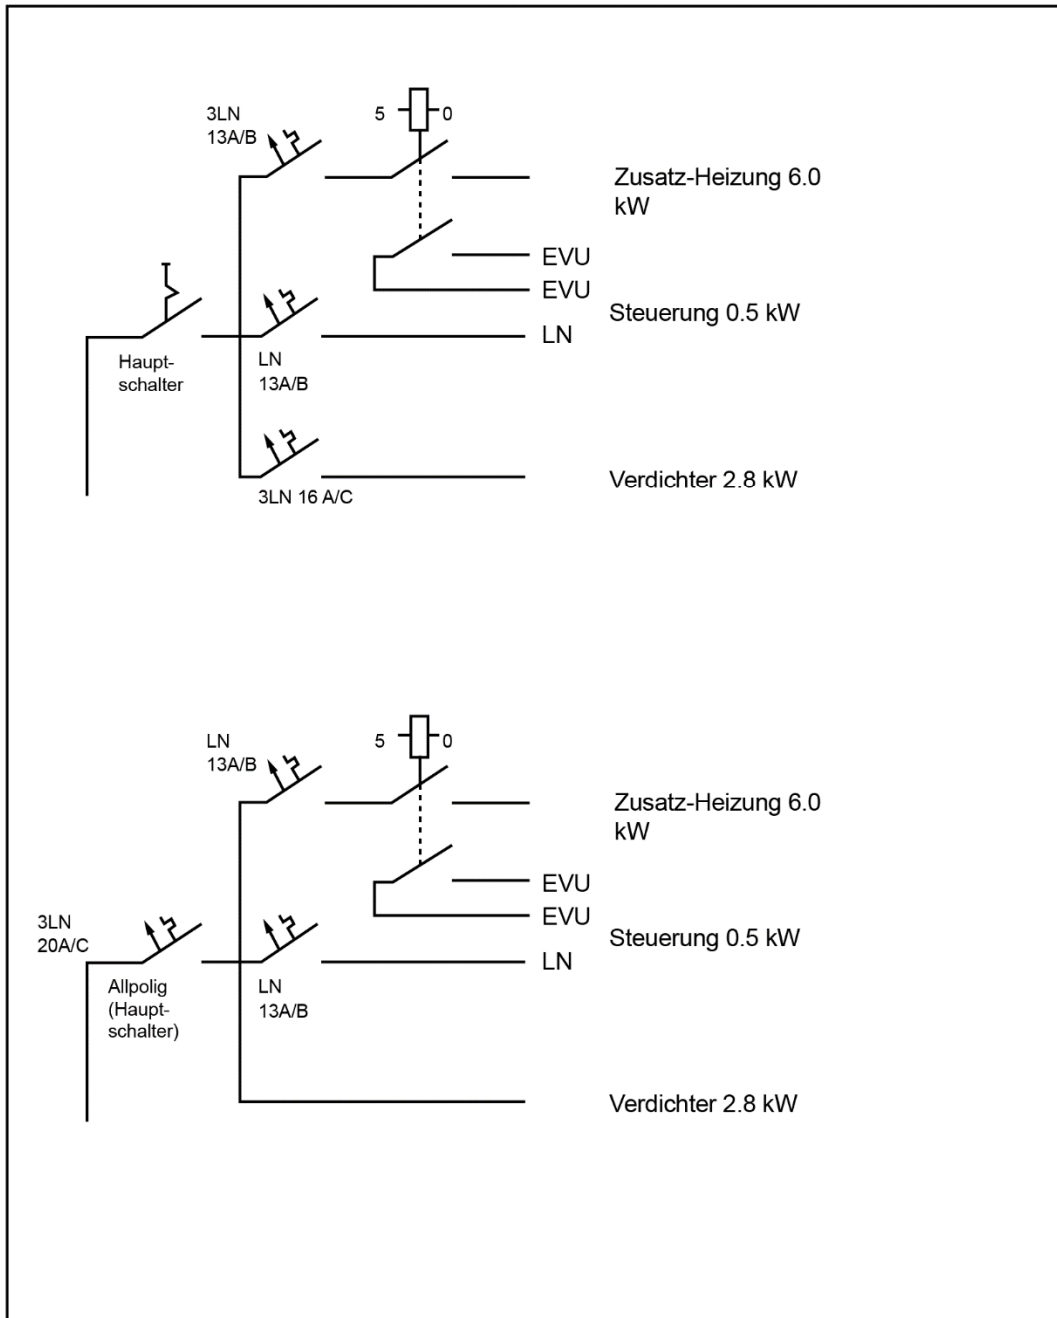 3LN
13A/B
5 0
Zusatz-Heizung 6.0
kW
EVU
EVU
Steuerung 0.5 kW
LN
Haupt-
schalter
LN
13A/B
3LN 16 A/C
Verdichter 2.8 kW
LN
13A/B
5 0
Zusatz-Heizung 6.0
kW
EVU
EVU
3LN
20A/C
Steuerung 0.5 kW
LN
Allpolig
(Haupt-
schalter)
LN
13A/B
Verdichter 2.8 kW